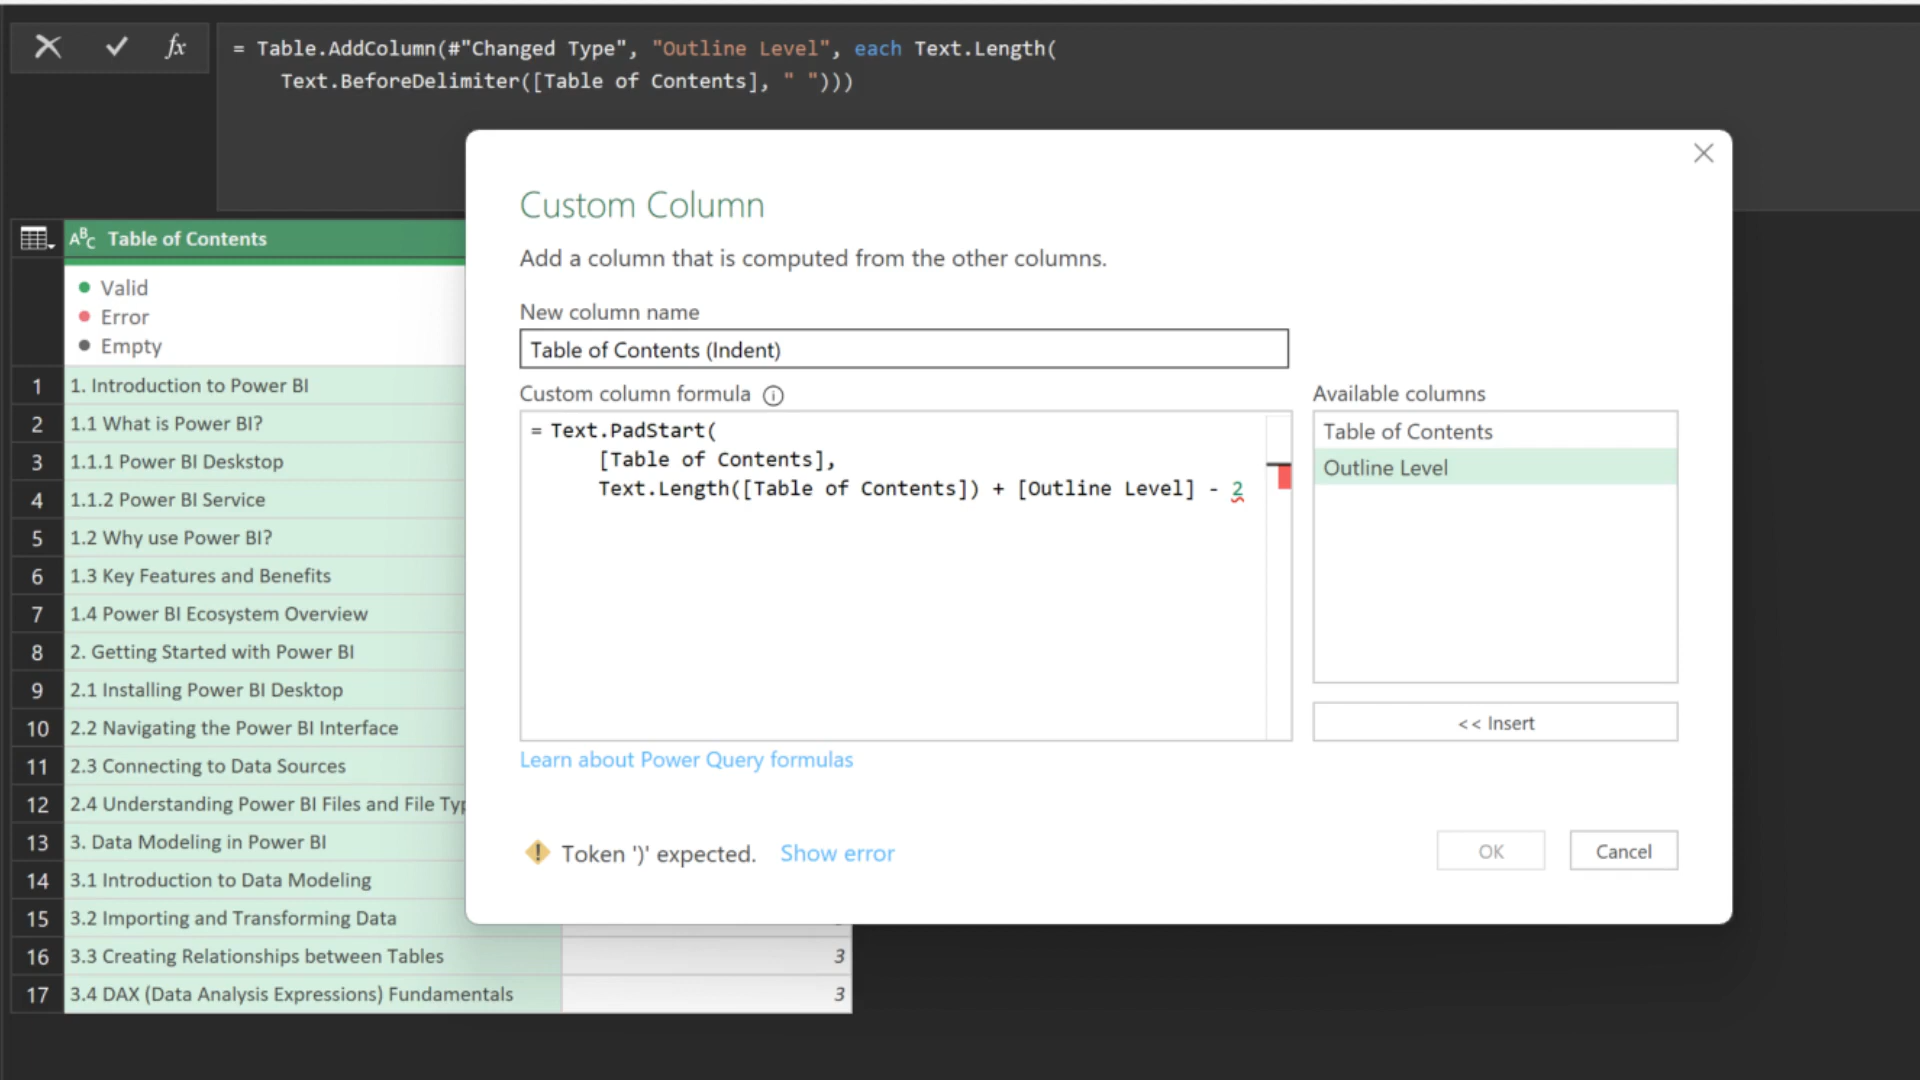 = Table.AddColumn(#"Changed Type", "Outline Level", each Text.Length(
Text.BeforeDelimiter([Table of Contents], " ")))
Table of Contents
Valid
Error
Empty
1 1. Introduction to Power BI
2 1.1 What is Power BI?
3 1.1.1 Power BI Deskstop
4 1.1.2 Power BI Service
5 1.2 Why use Power BI?
6 1.3 Key Features and Benefits
7 1.4 Power BI Ecosystem Overview
8 2. Getting Started with Power BI
9 2.1 Installing Power BI Desktop
10 2.2 Navigating the Power BI Interface
11 2.3 Connecting to Data Sources
12 2.4 Understanding Power BI Files and File Typ
13 3. Data Modeling in Power BI
14 3.1 Introduction to Data Modeling
15 3.2 Importing and Transforming Data
16 3.3 Creating Relationships between Tables 3
17 3.4 DAX (Data Analysis Expressions) Fundamentals 3
Custom Column
Add a column that is computed from the other columns.
New column name
Table of Contents (Indent)
Custom column formula
= Text.PadStart(
[Table of Contents],
Text.Length([Table of Contents]) + [Outline Level] - 2
Available columns
Table of Contents
Outline Level
<< Insert
Learn about Power Query formulas
Token ')' expected. Show error
OK
Cancel